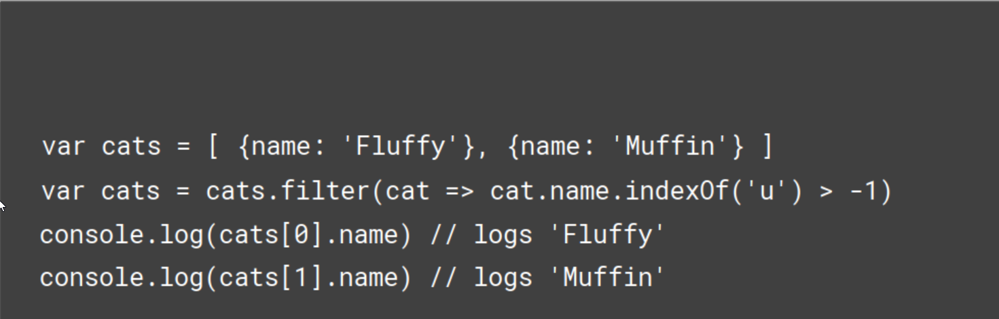 var cats = [ {name: 'Fluffy'}, {name: 'Muffin'} ]
var cats = cats.filter(cat => cat.name.indexOf('u') > -1)
console.log(cats[0].name) // logs 'Fluffy'
console.log(cats[1].name) // logs 'Muffin'